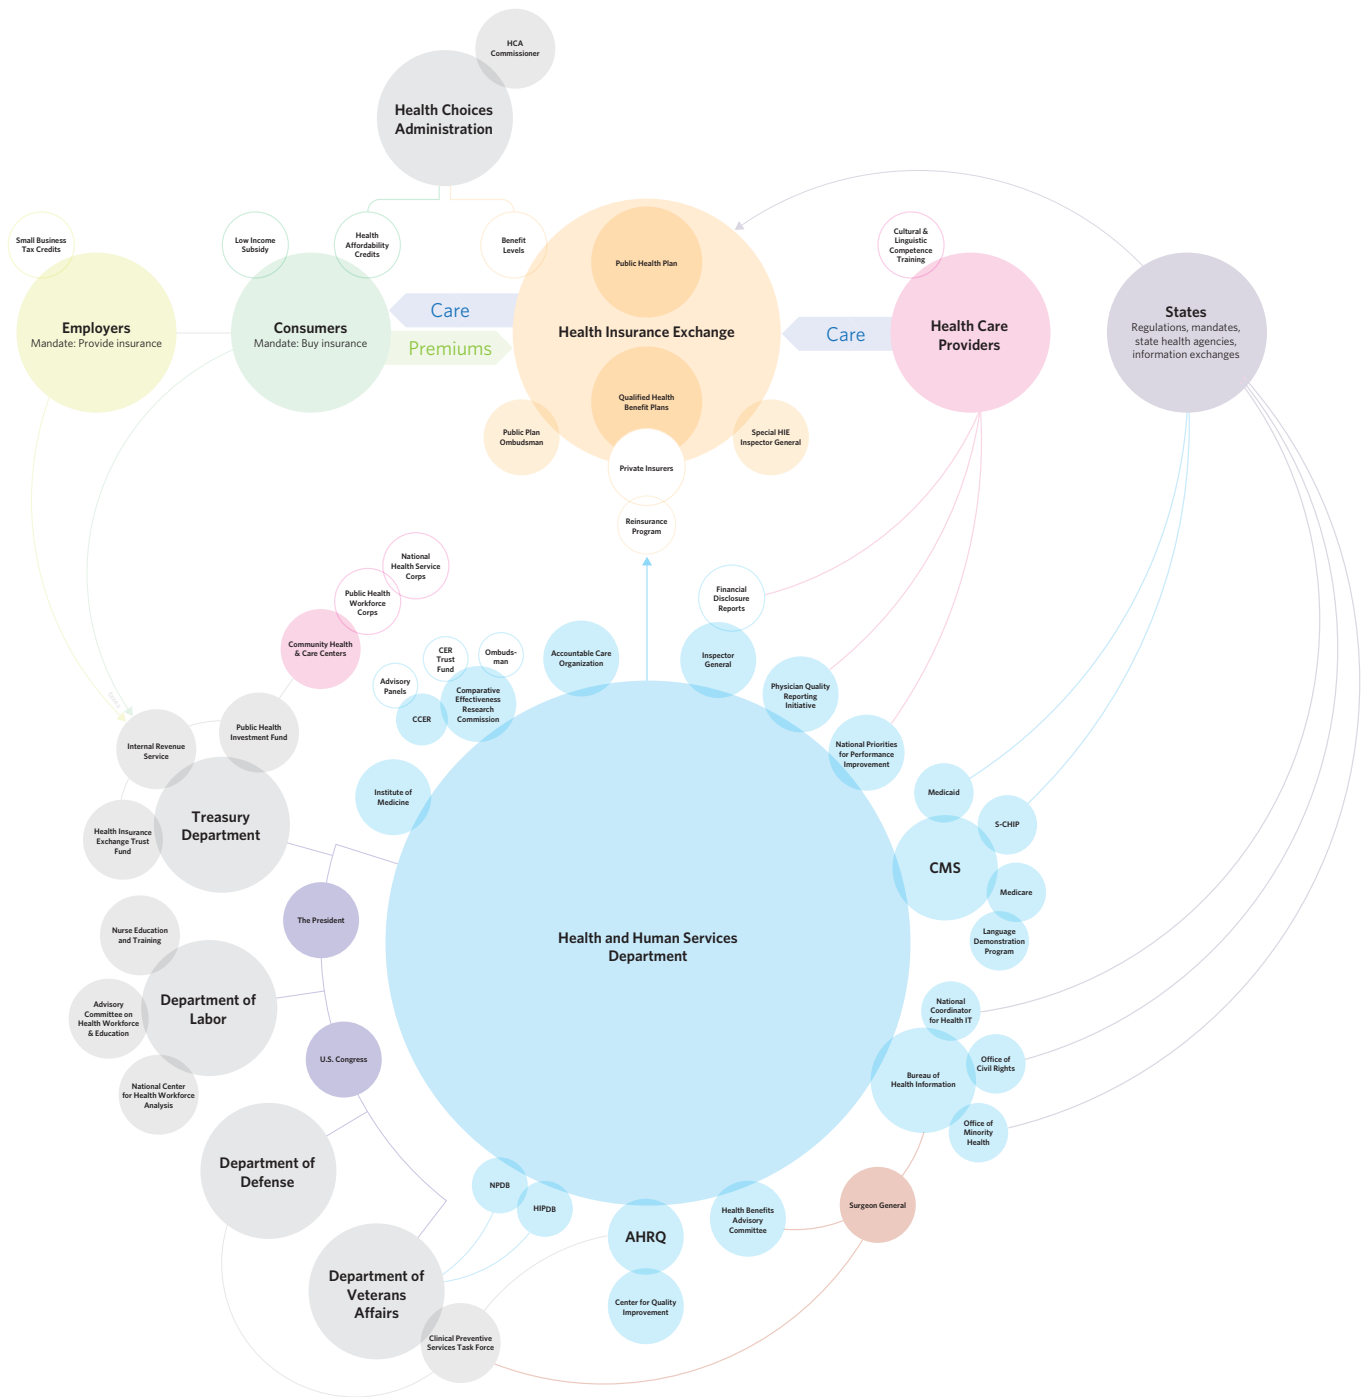 HCA
Commissioner
Health Choices
Administration
Small Business
Tax Credits
Low Income
Subsidy
Health
Affordability
Credits
Benefit
Levels
Public Health Plan
Cultural &
Linguistic
Competence
Training
Employers
Mandate: Provide insurance
Consumers
Mandate: Buy insurance
Care
Premiums
Health Insurance Exchange
Care
Health Care
Providers
States
Regulations, mandates,
state health agencies,
information exchanges
Qualified Health
Benefit Plans
Public Plan
Ombudsman
Special HIE
Inspector General
Private Insurers
Reinsurance
Program
National
Health Service
Corps
Public Health
Workforce
Corps
Community Health
& Care Centers
Financial
Disclosure
Reports
Accountable Care
Organization
Inspector
General
Physician Quality
Reporting
Initiative
National Priorities
for Performance
Improvement
Ombuds-
man
CER
Trust
Fund
Advisory
Panels
CCER
Comparative
Effectiveness
Research
Commission
Institute of
Medicine
Public Health
Investment Fund
Internal Revenue
Service
Treasury
Department
Health Insurance
Exchange Trust
Fund
Medicaid
S-CHIP
CMS
Medicare
Language
Demonstration
Program
The President
Health and Human Services
Department
Nurse Education
and Training
Department of
Labor
Advisory
Committee on
Health Workforce
& Education
National Center
for Health Workforce
Analysis
U.S. Congress
National
Coordinator
for Health IT
Office of
Civil Rights
Bureau of
Health Information
Office of
Minority
Health
Department of
Defense
NPDB
HIPDB
Health Benefits
Advisory
Committee
Surgeon General
AHRQ
Department of
Veterans
Affairs
Center for Quality
Improvement
Clinical Preventive
Services Task Force